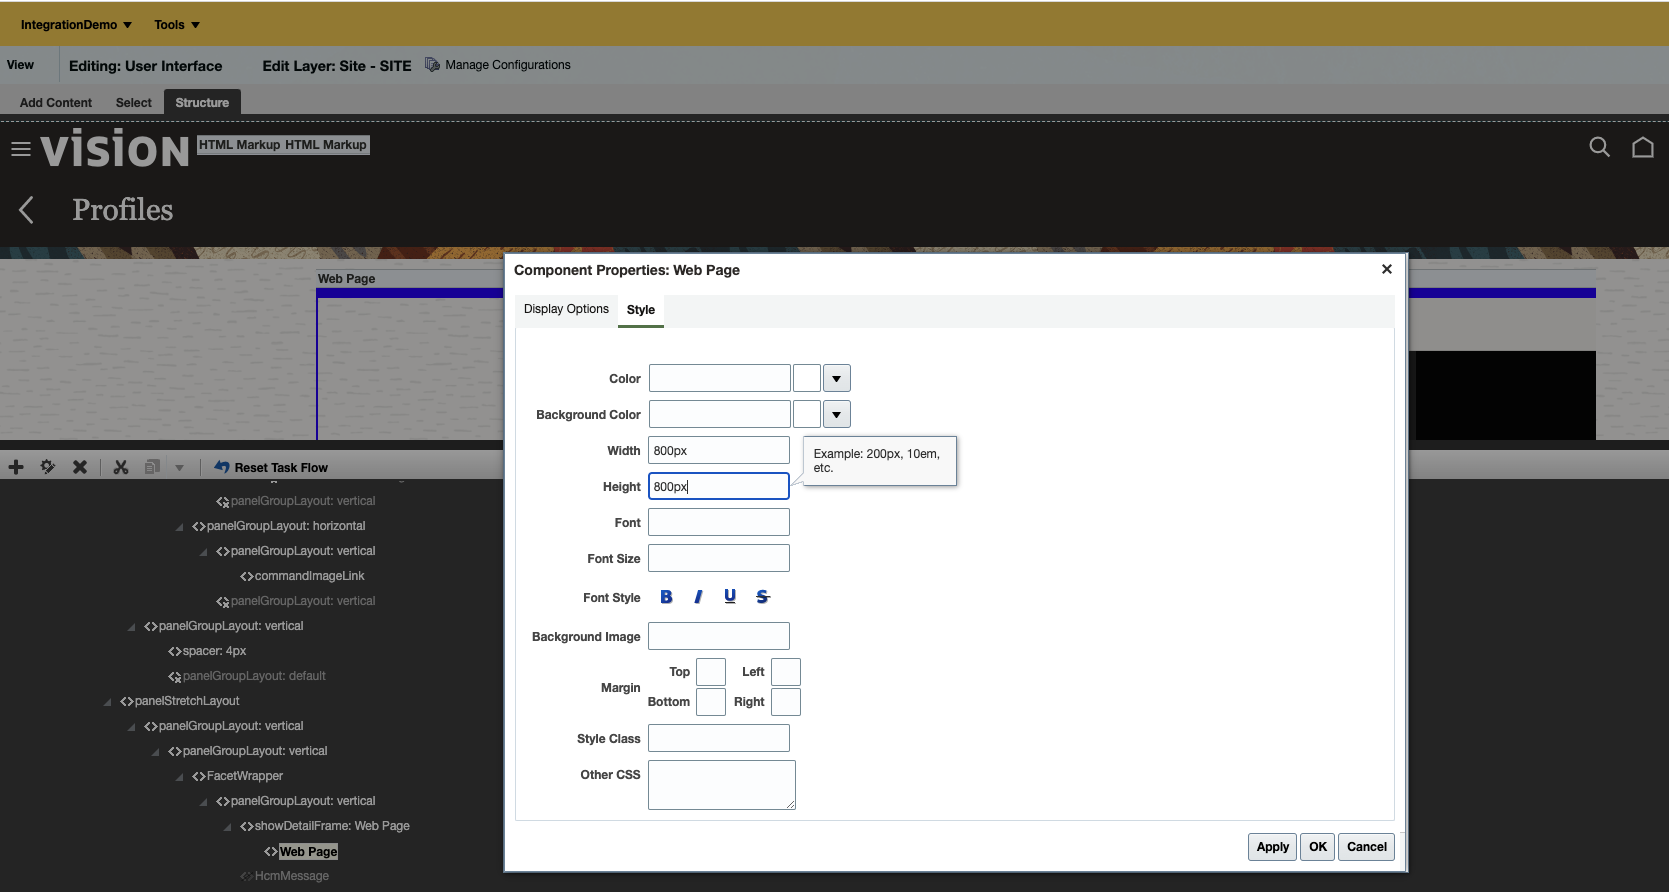 IntegrationDemo Tools
View Editing: User Interface Edit Layer: Site - SITE Manage Configurations
Add Content Select Structure
VISION HTML Markup HTML Markup
Profiles
Web Page
Component Properties: Web Page
Display Options Style
Color
Background Color
Width 800px
Example: 200px, 10em,
etc.
Height 800px
Font
Font Size
Font Style B I U S
Background Image
Margin
Top Left
Bottom Right
Style Class
Other CSS
Apply OK Cancel
Reset Task Flow
panelGroupLayout: vertical
panelGroupLayout: horizontal
panelGroupLayout: vertical
commandImageLink
panelGroupLayout: vertical
panelGroupLayout: vertical
spacer: 4px
panelGroupLayout: default
panelStretchLayout
panelGroupLayout: vertical
panelGroupLayout: vertical
FacetWrapper
panelGroupLayout: vertical
showDetailFrame: Web Page
Web Page
HcmMessage